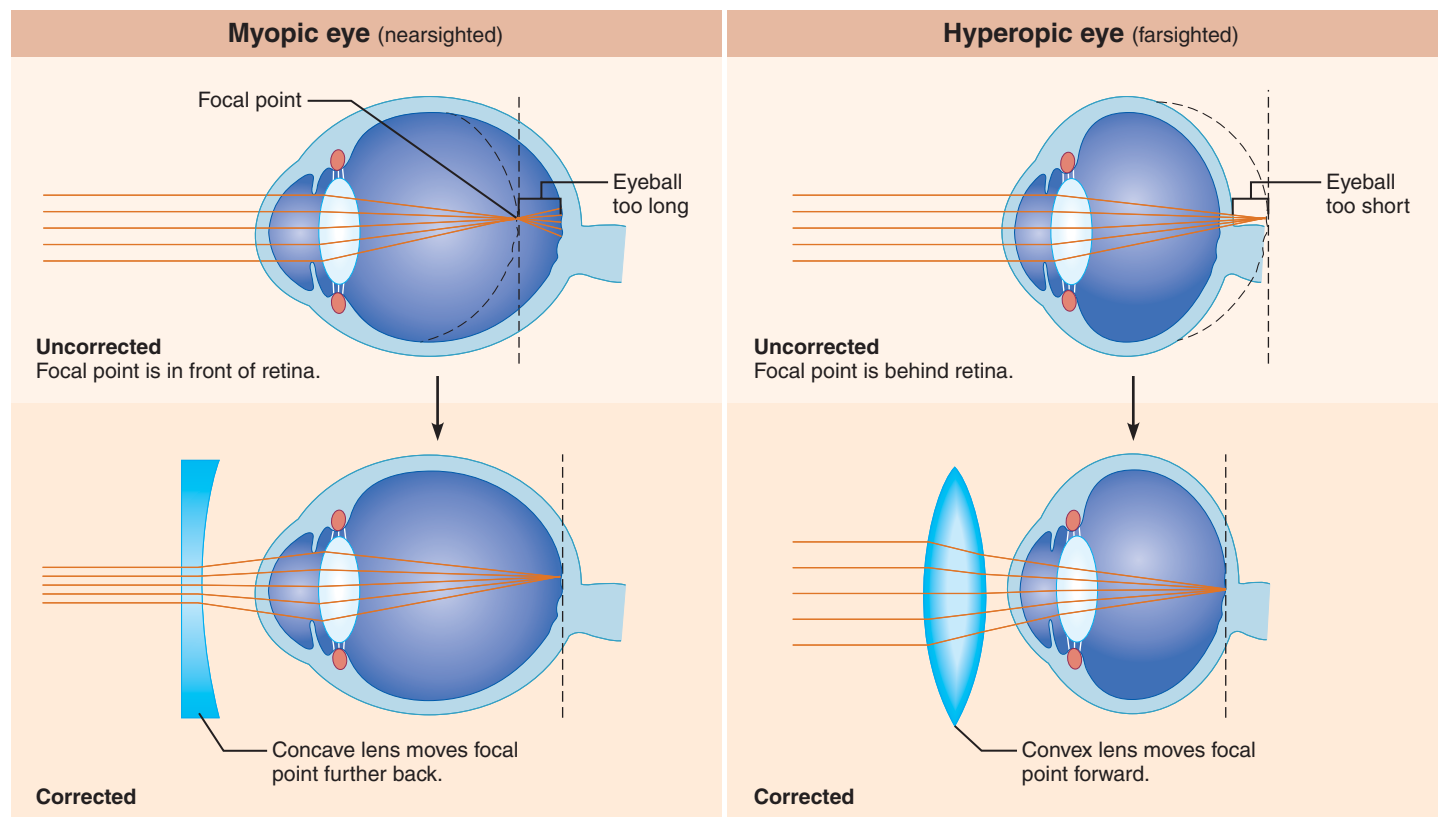 Myopic eye (nearsighted)
Focal point
Eyeball
too long
Uncorrected
Focal point is in front of retina.
Concave lens moves focal
point further back.
Corrected
Hyperopic eye (farsighted)
Eyeball
too short
Uncorrected
Focal point is behind retina.
Convex lens moves focal
point forward.
Corrected